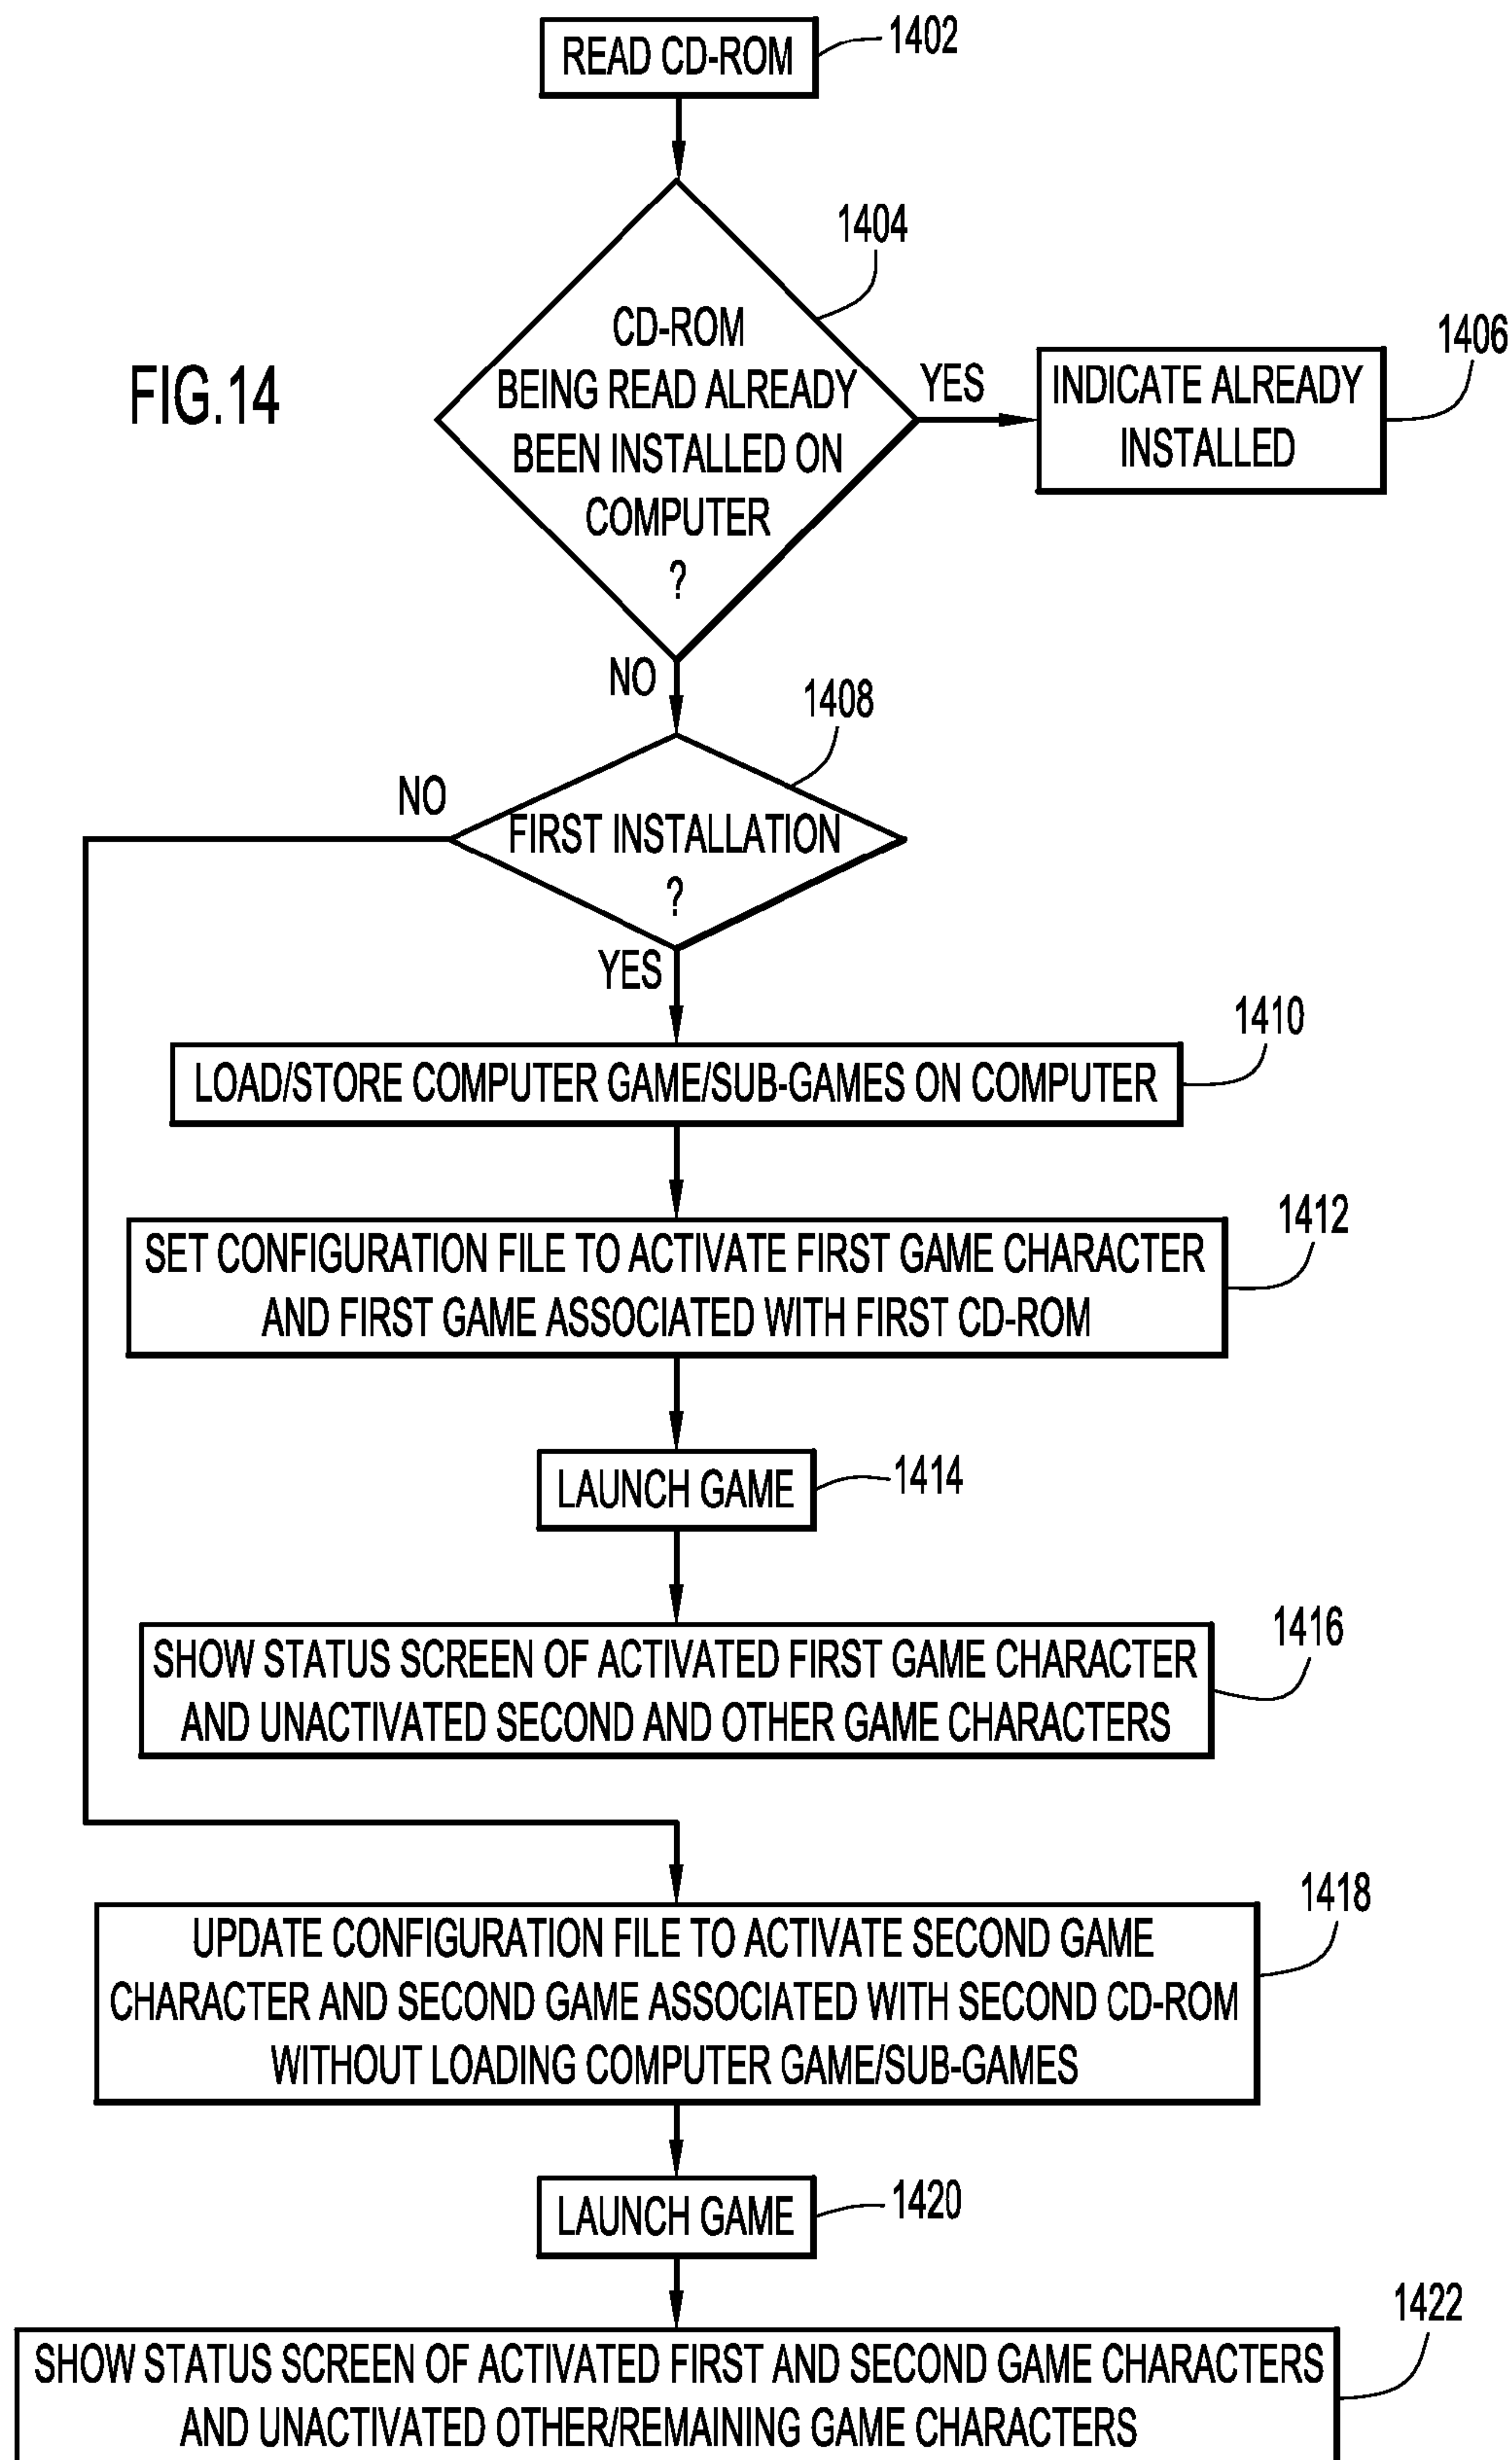 READ CD-ROM
1402
1404
CD-ROM
BEING READ ALREADY
BEEN INSTALLED ON
COMPUTER
?
YES
INDICATE ALREADY
INSTALLED
1406
FIG.14
NO
1408
NO
FIRST INSTALLATION
?
YES
1410
LOAD/STORE COMPUTER GAME/SUB-GAMES ON COMPUTER
1412
SET CONFIGURATION FILE TO ACTIVATE FIRST GAME CHARACTER
AND FIRST GAME ASSOCIATED WITH FIRST CD-ROM
LAUNCH GAME
1414
1416
SHOW STATUS SCREEN OF ACTIVATED FIRST GAME CHARACTER
AND UNACTIVATED SECOND AND OTHER GAME CHARACTERS
1418
UPDATE CONFIGURATION FILE TO ACTIVATE SECOND GAME
CHARACTER AND SECOND GAME ASSOCIATED WITH SECOND CD-ROM
WITHOUT LOADING COMPUTER GAME/SUB-GAMES
LAUNCH GAME
1420
1422
SHOW STATUS SCREEN OF ACTIVATED FIRST AND SECOND GAME CHARACTERS
AND UNACTIVATED OTHER/REMAINING GAME CHARACTERS